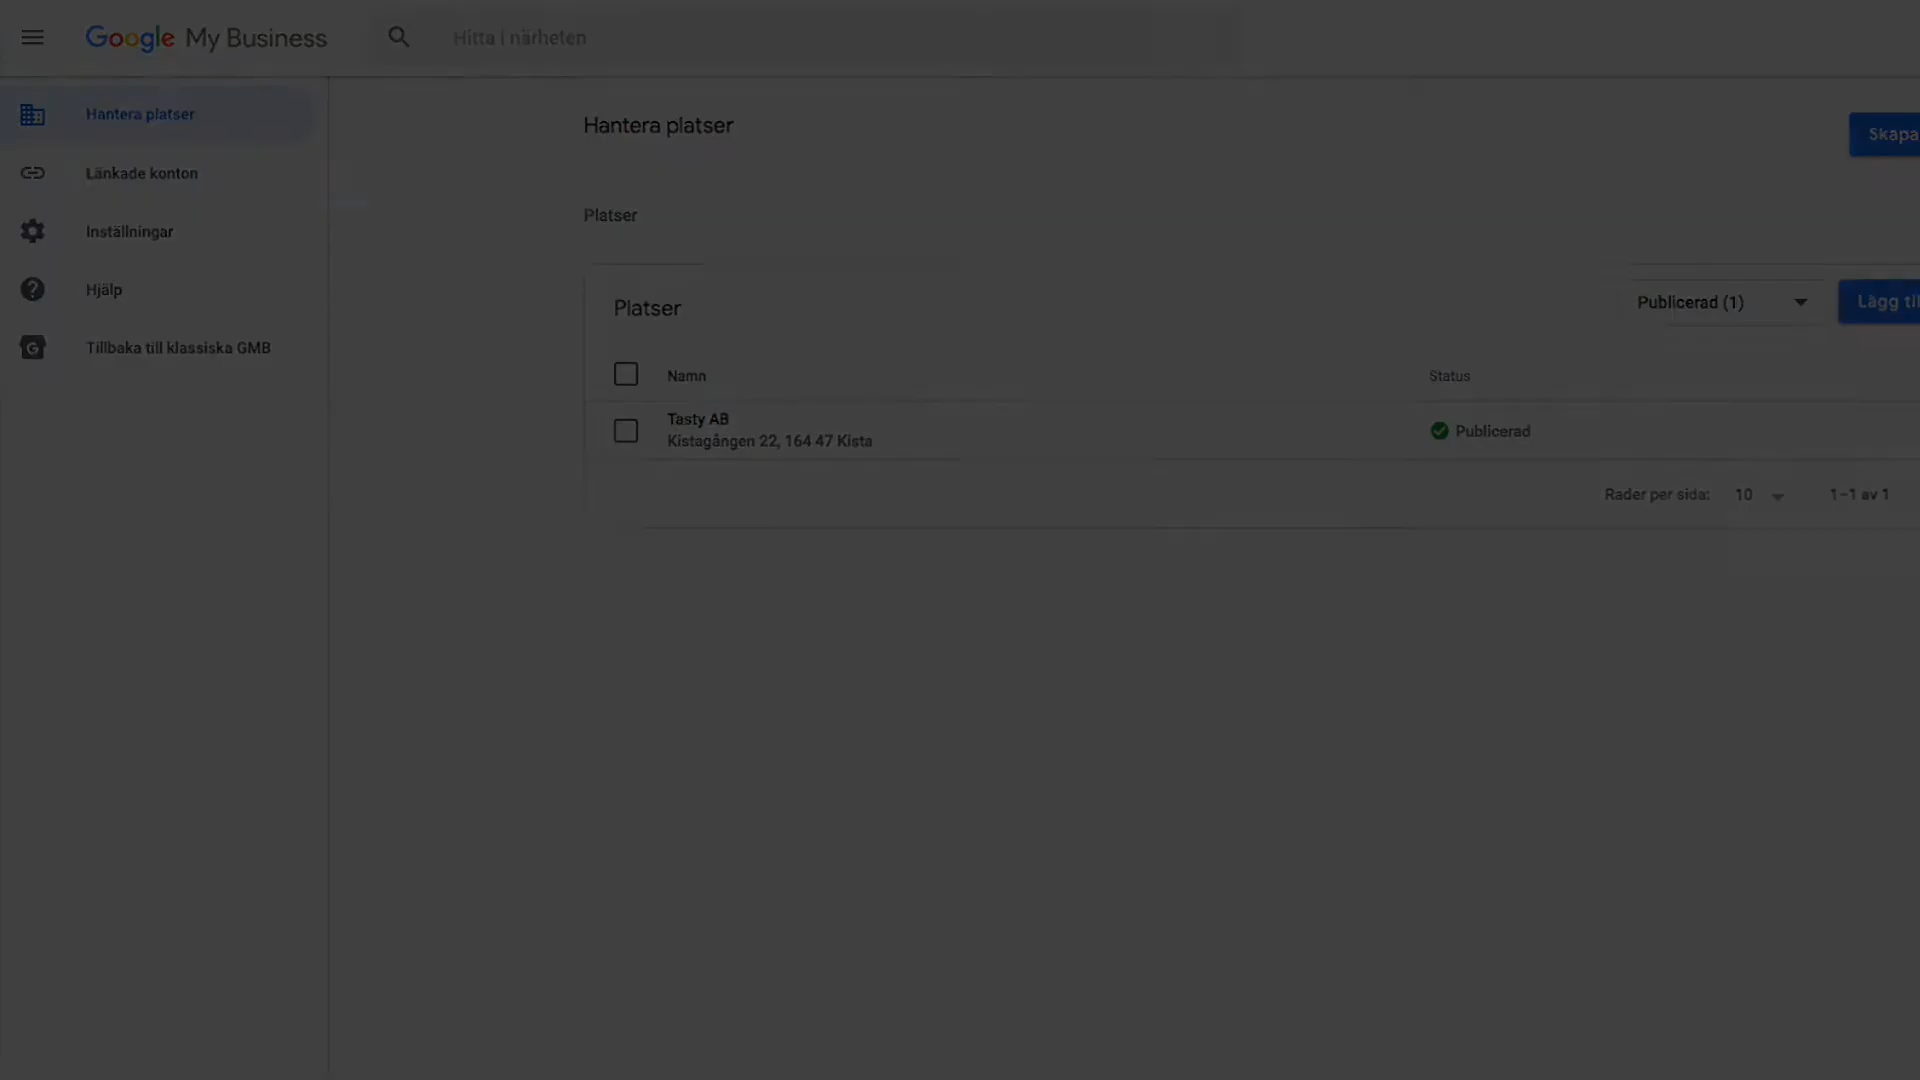 Google My Business
Hitta i närheten
Hantera platser
Länkade konton
Inställningar
Hjälp
Tillbaka till klassiska GMB
Hantera platser
Skapa
Platser
Platser
Publicerad (1)
Lägg til
Namn
Status
Tasty AB
Kistagången 22, 164 47 Kista
Publicerad
Rader per sida: 10 1–1 av 1